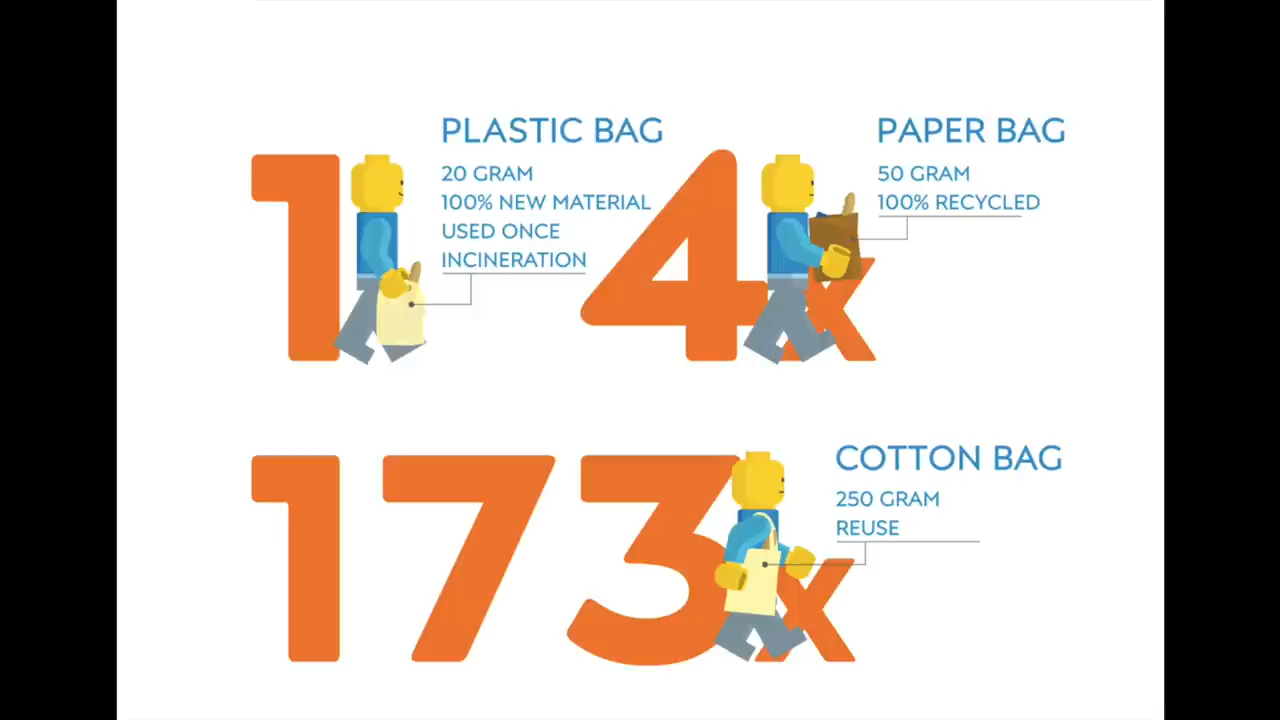 1
PLASTIC BAG
20 GRAM
100% NEW MATERIAL
USED ONCE
INCINERATION
4x
PAPER BAG
50 GRAM
100% RECYCLED
173x
COTTON BAG
250 GRAM
REUSE